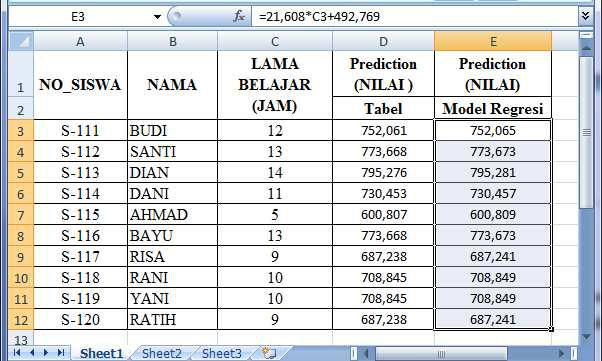 E3 fx =21,608*C3+492,769
A B C D E
1 NO_SISWA NAMA LAMA BELAJAR (JAM) Prediction (NILAI ) Prediction (NILAI)
2 Tabel Model Regresi
3 S-111 BUDI 12 752,061 752,065
4 S-112 SANTI 13 773,668 773,673
5 S-113 DIAN 14 795,276 795,281
6 S-114 DANI 11 730,453 730,457
7 S-115 AHMAD 5 600,807 600,809
8 S-116 BAYU 13 773,668 773,673
9 S-117 RISA 9 687,238 687,241
10 S-118 RANI 10 708,845 708,849
11 S-119 YANI 10 708,845 708,849
12 S-120 RATIH 9 687,238 687,241
13
Sheet1 Sheet2 Sheet3